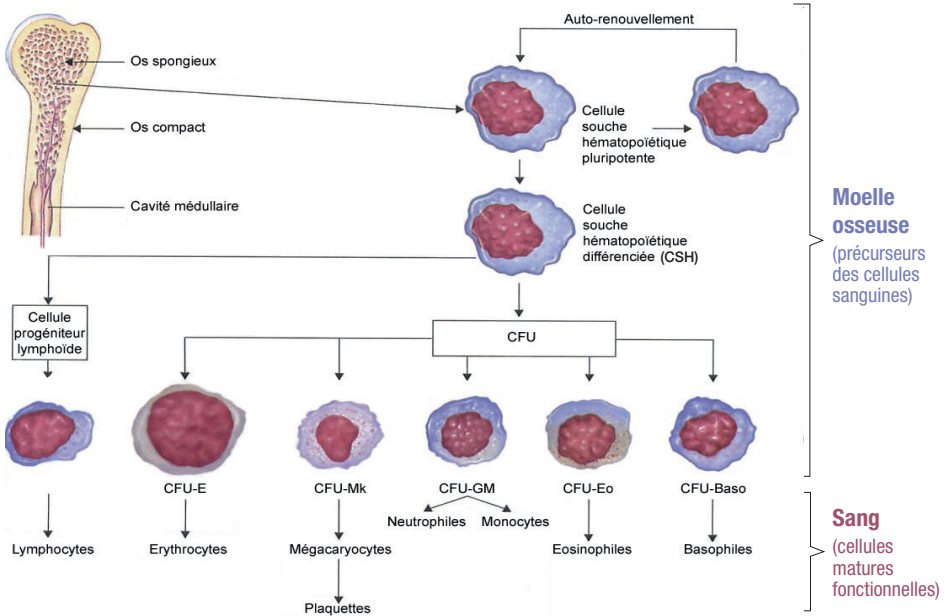 Auto-renouvellement
Os spongieux
Os compact
Cavité médullaire
Cellule
souche
hématopoïétique
pluripotente
Cellule
souche
hématopoïétique
différenciée (CSH)
Moelle
osseuse
(précurseurs
des cellules
sanguines)
Cellule
progéniteur
lymphoïde
CFU
CFU-E
CFU-Mk
CFU-GM
CFU-Eo
CFU-Baso
Neutrophiles
Monocytes
Lymphocytes
Erythrocytes
Mégacaryocytes
Eosinophiles
Basophiles
Plaquettes
Sang
(cellules
matures
fonctionnelles)